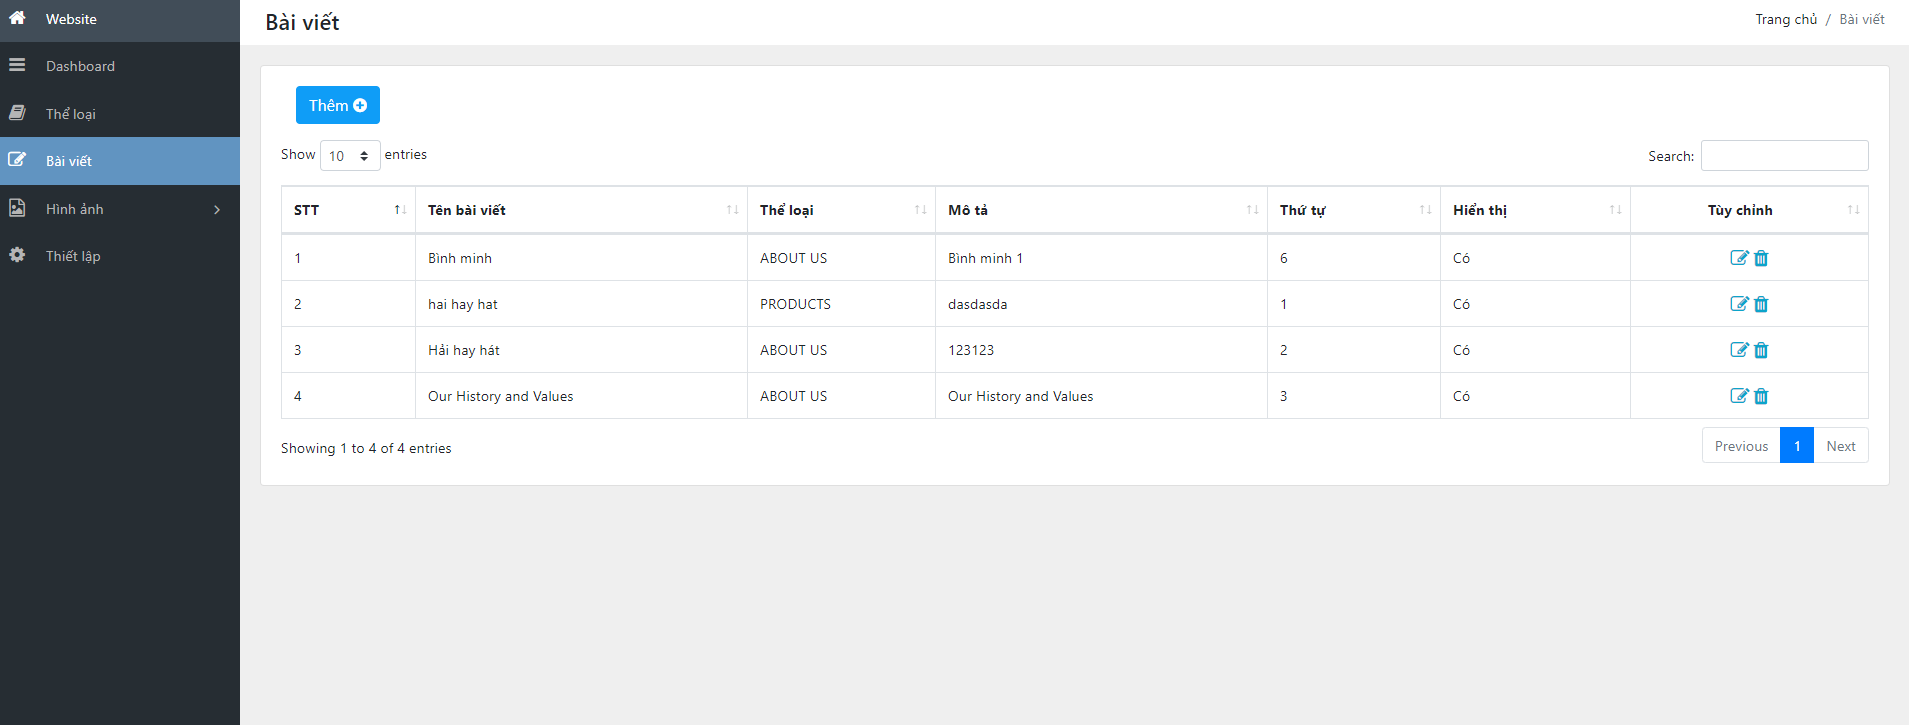 Website
Dashboard
Thể loại
Bài viết
Hình ảnh
Thiết lập
Bài viết
Trang chủ / Bài viết
Thêm
Show 10 entries
Search:
STT Tên bài viết Thể loại Mô tả Thứ tự Hiển thị Tùy chỉnh
1 Bình minh ABOUT US Bình minh 1 6 Có
2 hai hay hat PRODUCTS dasdasda 1 Có
3 Hải hay hát ABOUT US 123123 2 Có
4 Our History and Values ABOUT US Our History and Values 3 Có
Showing 1 to 4 of 4 entries
Previous 1 Next